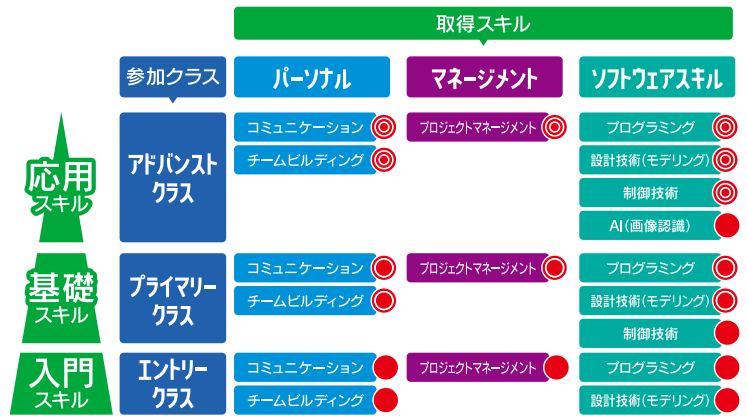 取得スキル
参加クラス
パーソナル
マネージメント
ソフトウェアスキル
応用
スキル
アドバンスト
クラス
コミュニケーション
チームビルディング
プロジェクトマネージメント
プログラミング
設計技術(モデリング)
制御技術
AI(画像認識)
基礎
スキル
プライマリー
クラス
コミュニケーション
チームビルディング
プロジェクトマネージメント
プログラミング
設計技術(モデリング)
制御技術
入門
スキル
エントリー
クラス
コミュニケーション
チームビルディング
プロジェクトマネージメント
プログラミング
設計技術(モデリング)